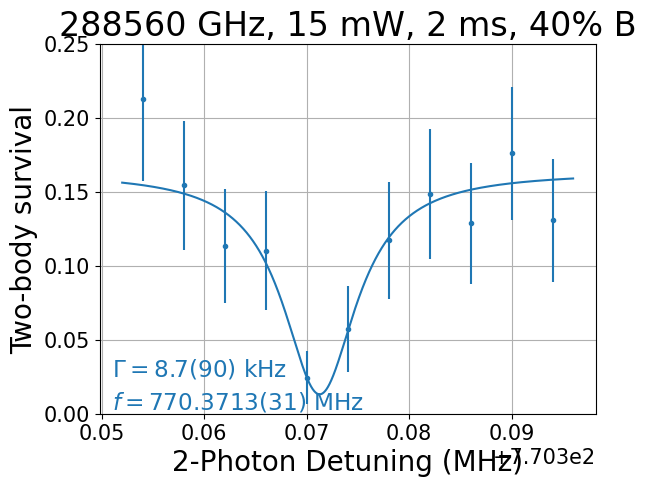 288560 GHz, 15 mW, 2 ms, 40% B
0.25
0.20
0.15
0.10
0.05
0.00
Two-body survival
Γ = 8.7(90) kHz
f = 770.3713(31) MHz
0.05 0.06 0.07 0.08 0.09
2-Photon Detuning (MHz)
+7.703e2